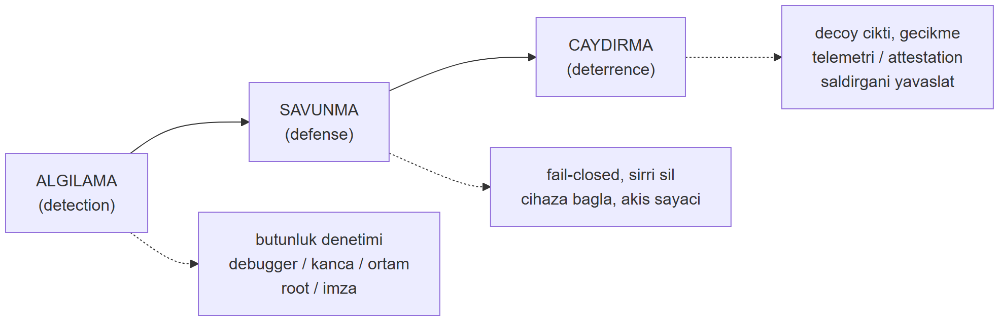 ALGILAMA
(detection)
SAVUNMA
(defense)
CAYDIRMA
(deterrence)
decoy cikti, gecikme
telemetri / attestation
saldirgani yavaslat
fail-closed, sirri sil
cihaza bagla, akis sayaci
butunluk denetimi
debugger / kanca / ortam
root / imza